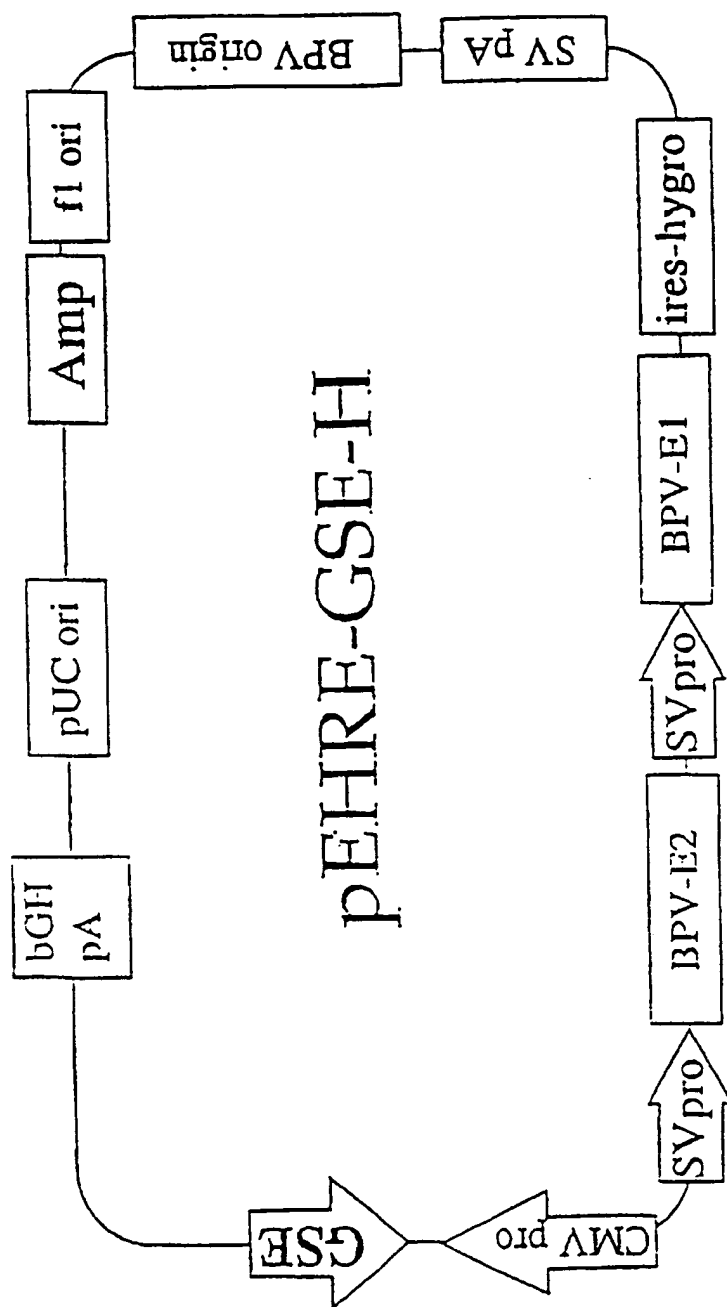 pEHRE-GSE-H
bGH
pA
pUC ori
Amp
f1 ori
BPV origin
SV pA
ires-hygro
BPV-E1
SVpro
BPV-E2
SVpro
CMV pro
GSE